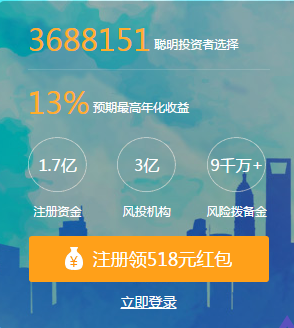 3688151 聪明投资者选择
13% 预期最高年化收益
1.7亿 3亿 9千万+
注册资金 风投机构 风险拨备金
¥ 注册领518元红包
立即登录